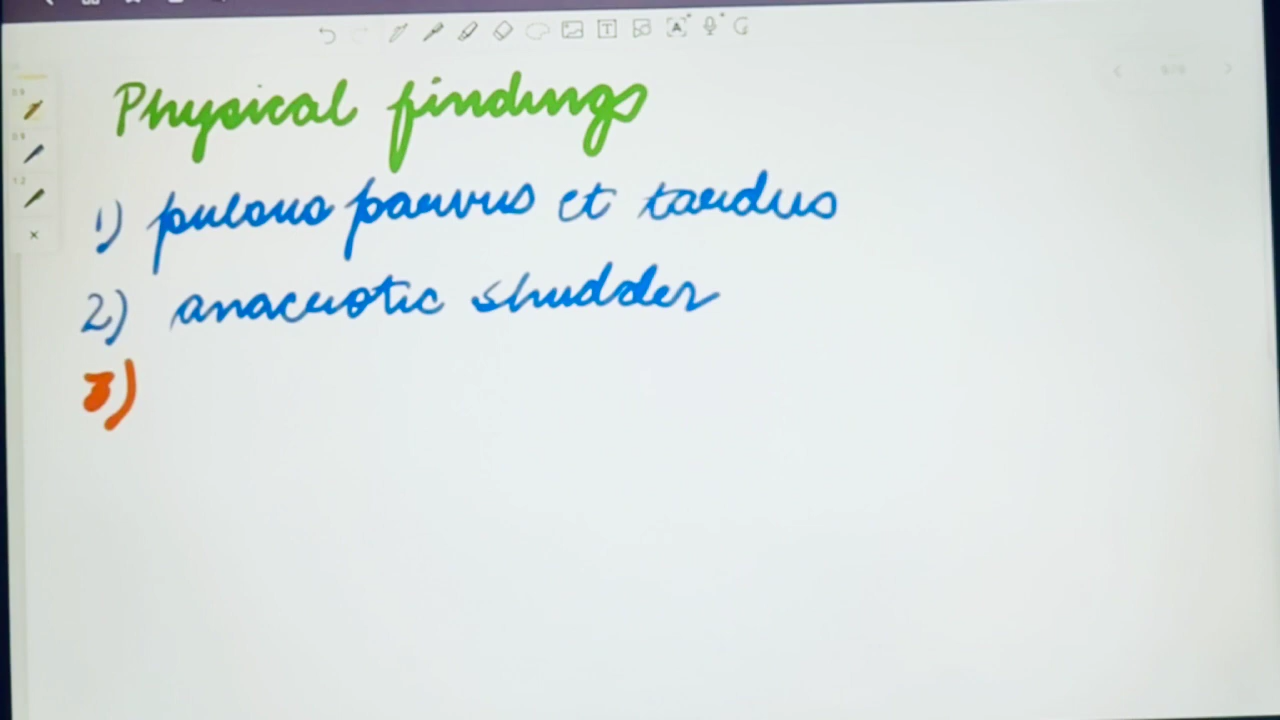 Physical findings
1) pulsus parvus et tardus
2) anacrotic shudder
3)